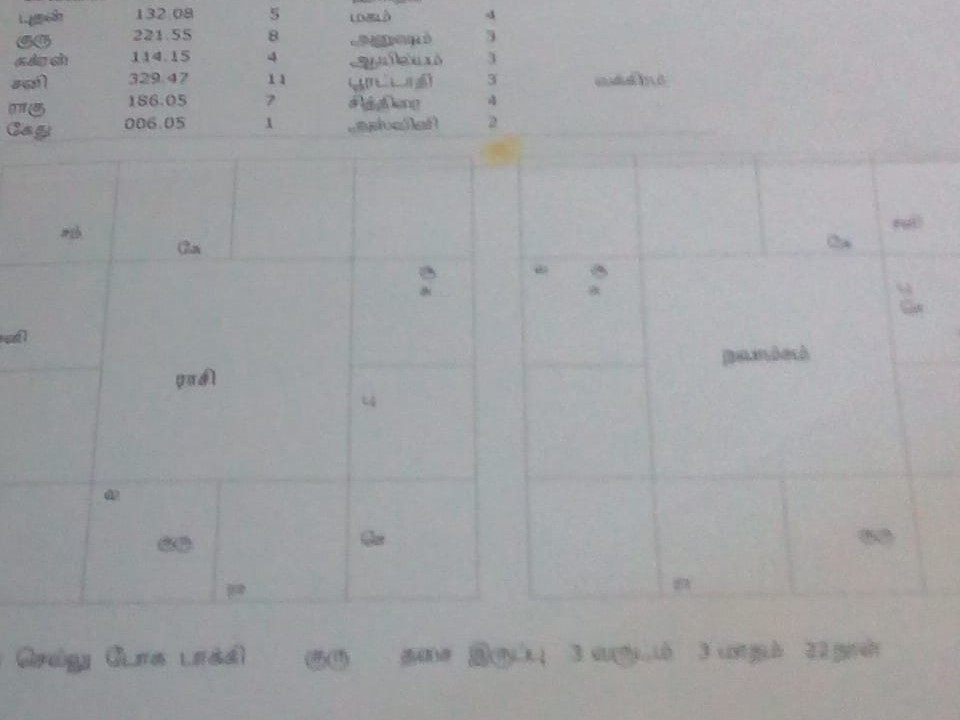 புதன் 132.08 5 மகம் 4
குரு 221.55 8 அனுஷம் 3
சுக்ரன் 114.15 4 ஆயில்யம் 3
சனி 329.47 11 பூரட்டாதி 3 வக்கிரம்
ராகு 186.05 7 சித்திரை 4
கேது 006.05 1 அஸ்வினி 2
சந் கே கே சனி
சூ ல சூ பு
சு சு செ
சனி
ராசி நவாம்சம்
பு
ல
குரு செ குரு
ரா ரா
செல்லு போக பாக்கி குரு தசை இருப்பு 3 வருடம் 3 மாதம் 22 நாள்